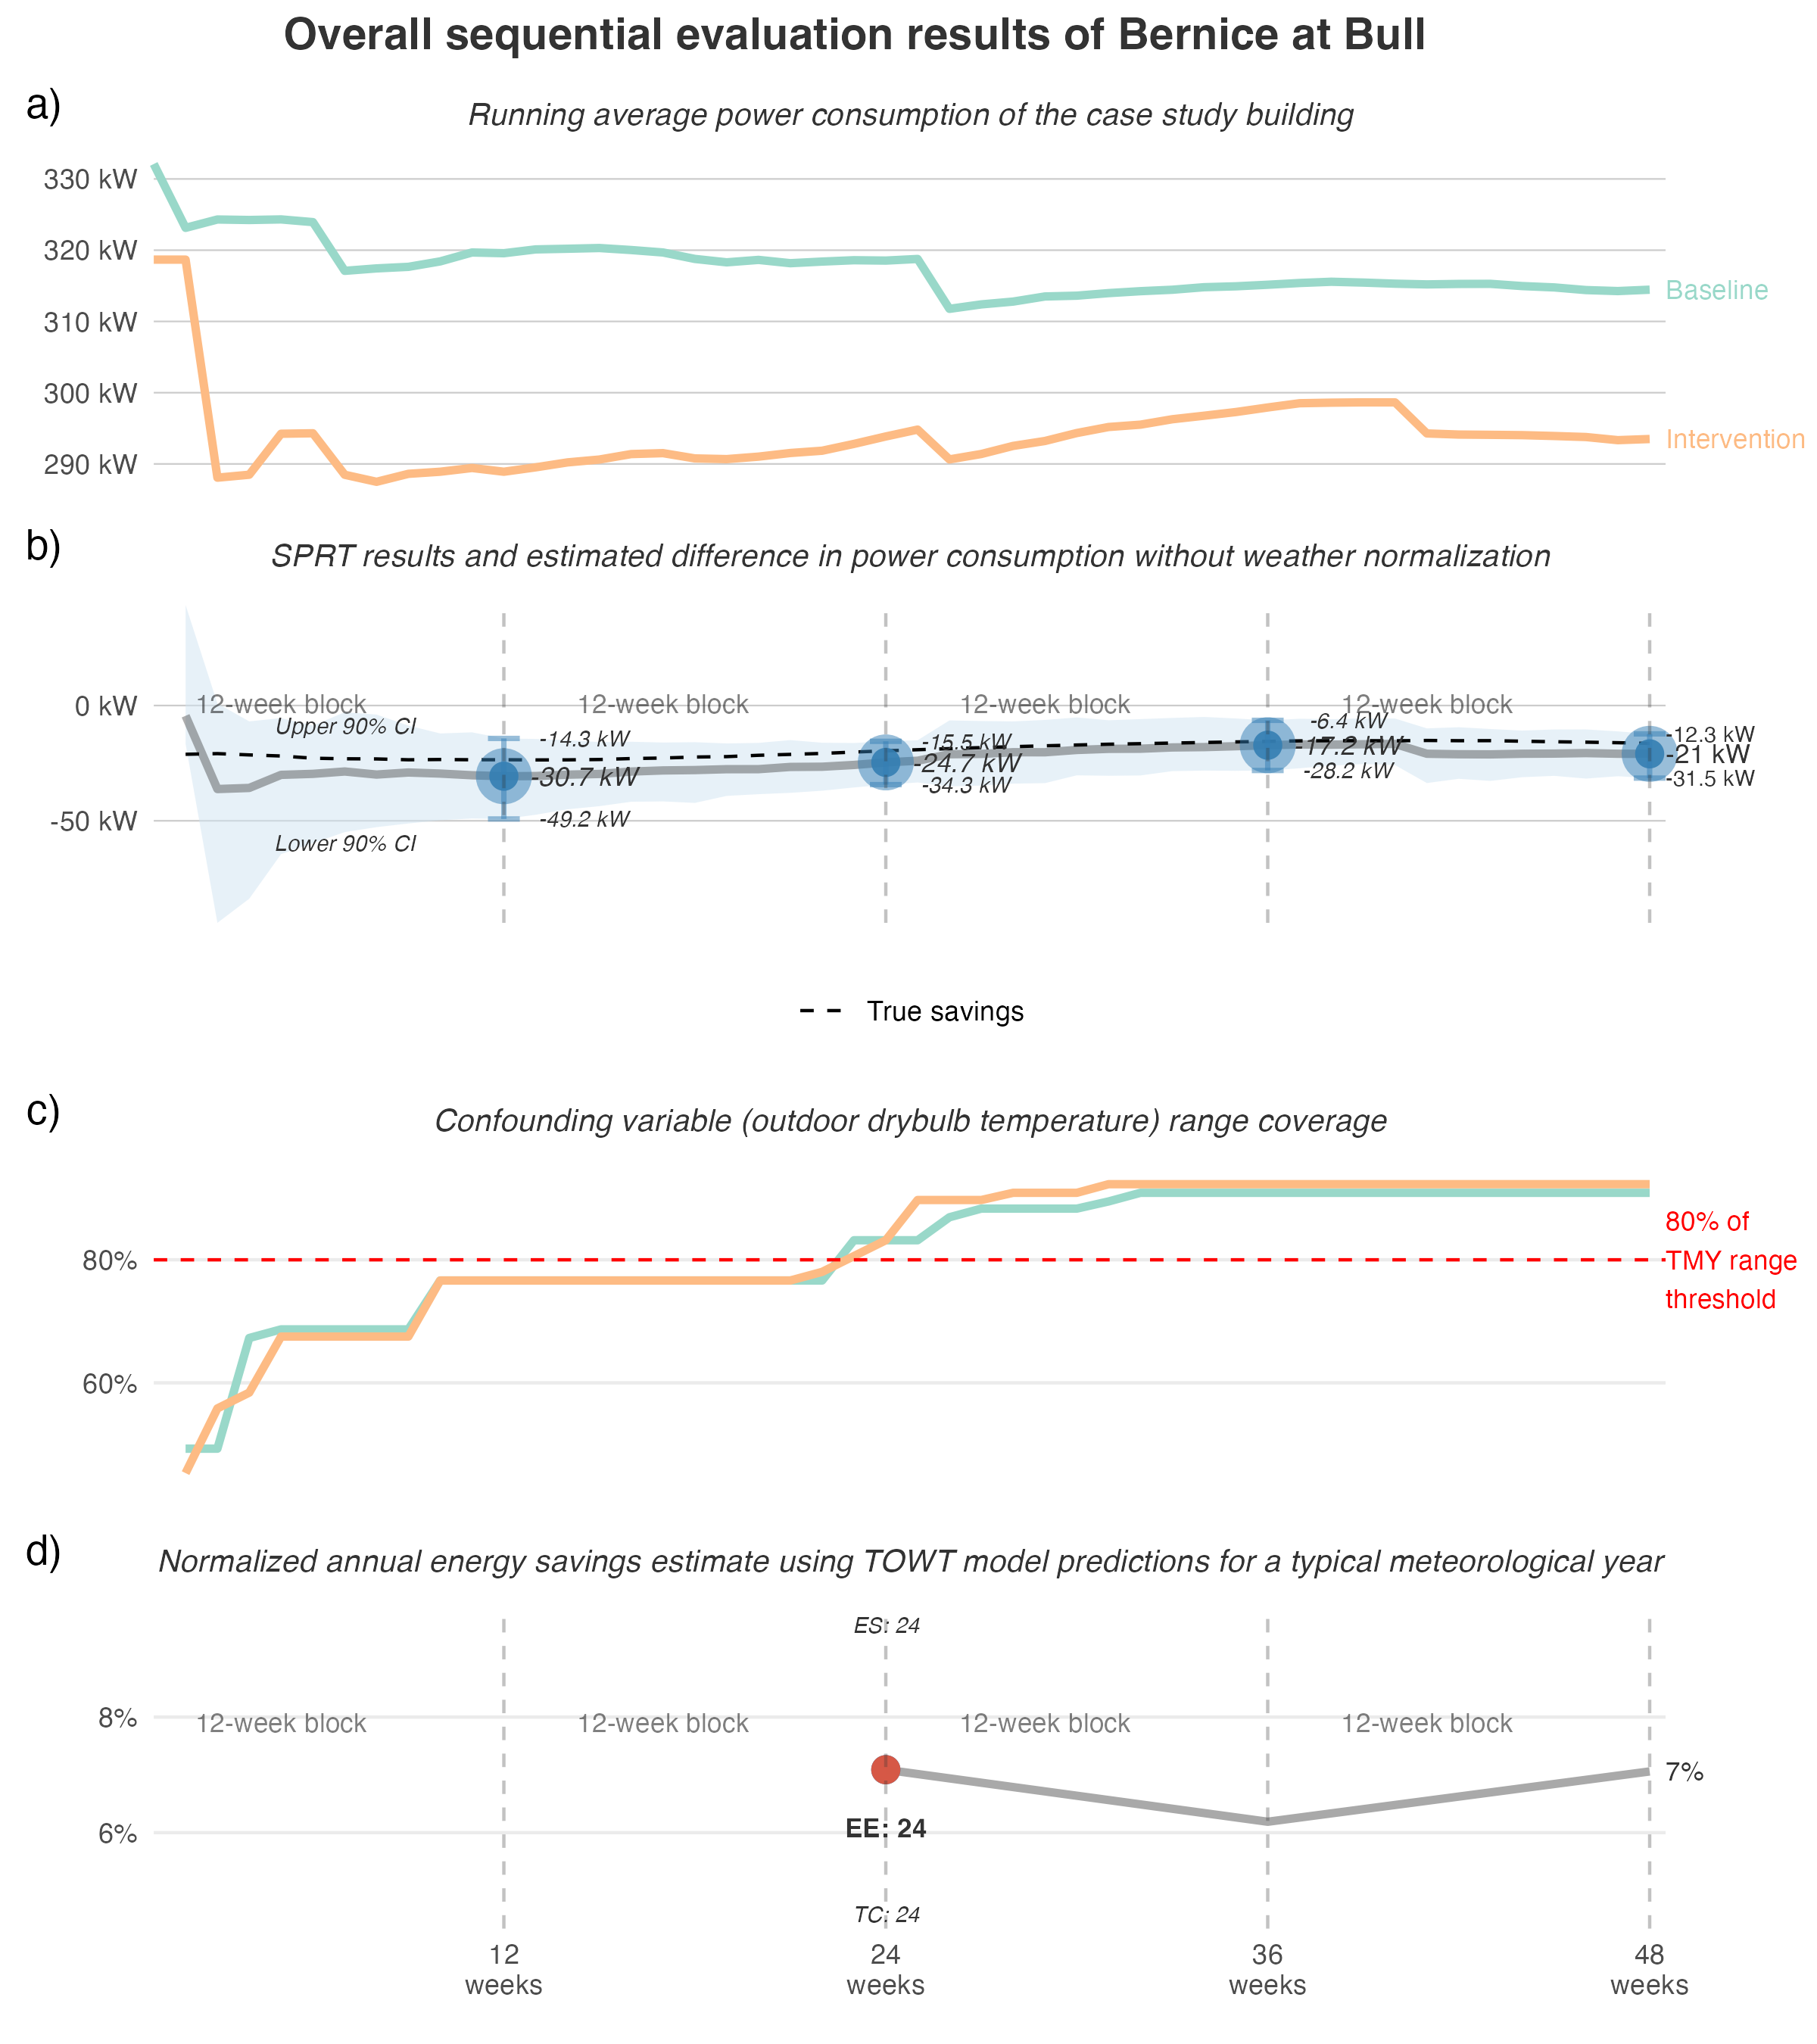 Overall sequential evaluation results of Bernice at Bull
a)
Running average power consumption of the case study building
330 kW
320 kW
310 kW
300 kW
290 kW
Baseline
Intervention
b)
SPRT results and estimated difference in power consumption without weather normalization
0 kW
-50 kW
12-week block
12-week block
12-week block
12-week block
Upper 90% CI
Lower 90% CI
-14.3 kW
-30.7 kW
-49.2 kW
-15.5 kW
-24.7 kW
-34.3 kW
-6.4 kW
-17.2 kW
-28.2 kW
-12.3 kW
-21 kW
-31.5 kW
True savings
c)
Confounding variable (outdoor drybulb temperature) range coverage
80%
60%
80% of
TMY range
threshold
d)
Normalized annual energy savings estimate using TOWT model predictions for a typical meteorological year
ES: 24
8%
12-week block
12-week block
12-week block
12-week block
7%
EE: 24
6%
TC: 24
12
weeks
24
weeks
36
weeks
48
weeks